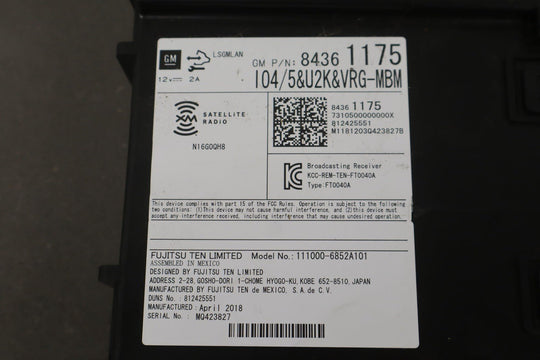 GM LSGMLAN GM P/N: 8436 1175
12V 2A IO4/5&U2K&VRG-MBM
XM SATELLITE RADIO
N16G0QH8
8436 1175
7310500000000X
812425551
M1181203Q423827B
Broadcasting Receiver
KCC-REM-TEN-FT0040A
Type:FT0040A
This device complies with part 15 of the FCC Rules. Operation is subject to the following
two conditions: (1)This device may not cause harmful interference, and (2)this device must
accept any interference received, including interference that may cause undesired operation.
FUJITSU TEN LIMITED Model No.:111000-6852A101
ASSEMBLED IN MEXICO
DESIGNED BY FUJITSU TEN LIMITED
ADDRESS 2-28,GOSHO-DORI 1-CHOME HYOGO-KU, KOBE 652-8510, JAPAN
MANUFACTURED BY FUJITSU TEN de MEXICO. S.A.de C.V.
DUNS No. : 812425551
MANUFACTURED:April 2018
SERIAL No. : MQ423827